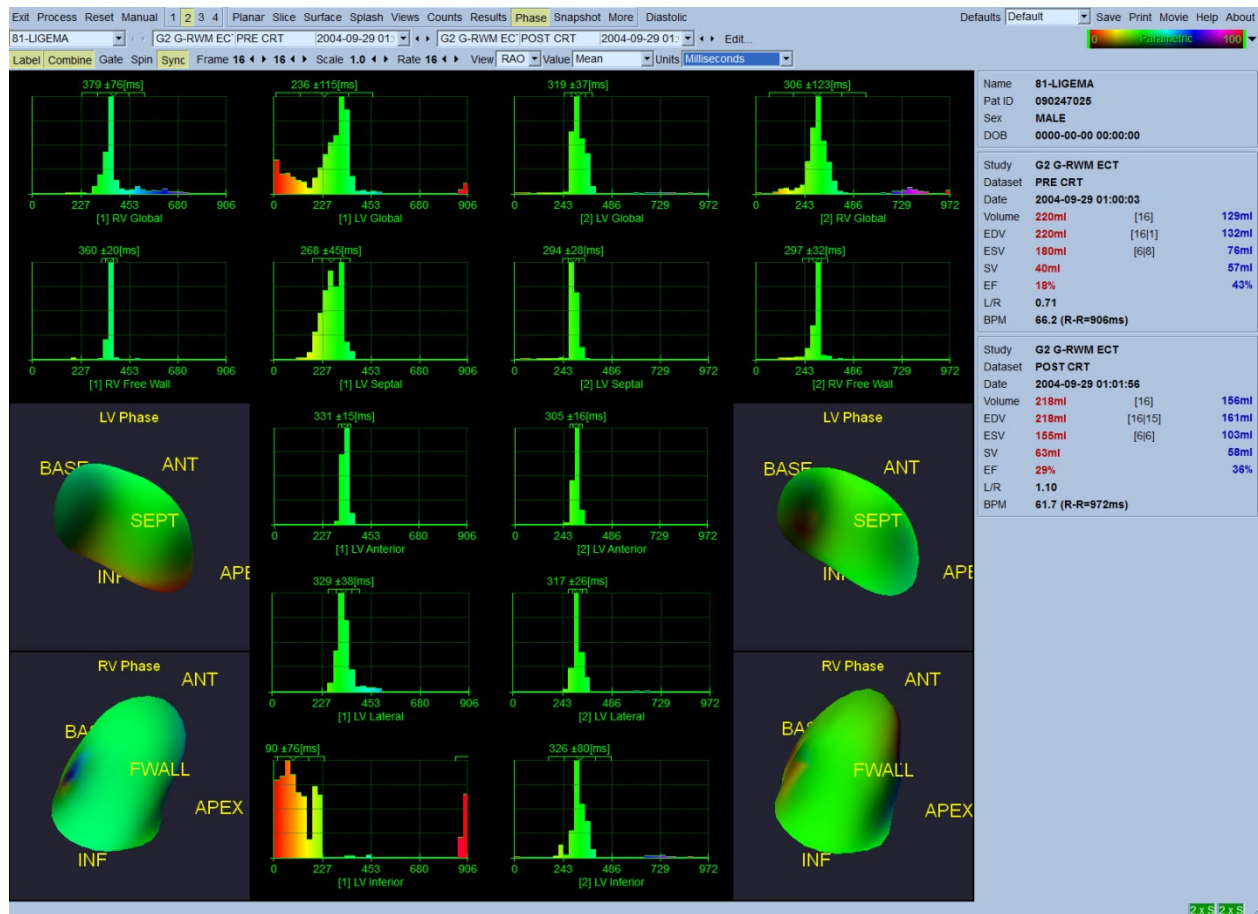 Exit Process Reset Manual 1 2 3 4 Planar Slice Surface Splash Views Counts Results Phase Snapshot More Diastolic Defaults Default Save Print Movie Help About
81-LIGEMA G2 G-RWM EC PRE CRT 2004-09-29 01: G2 G-RWM EC POST CRT 2004-09-29 01: Edit... 0 Parametric 100
Label Combine Gate Spin Sync Frame 16 16 Scale 1.0 Rate 16 View RAO Value Mean Units Milliseconds
379 ±76[ms] 236 ±115[ms] 319 ±37[ms] 306 ±123[ms]
0 227 453 680 906 0 227 453 680 906 0 243 486 729 972 0 243 486 729 972
[1] RV Global [1] LV Global [2] LV Global [2] RV Global
360 ±20[ms] 268 ±45[ms] 294 ±28[ms] 297 ±32[ms]
0 227 453 680 906 0 227 453 680 906 0 243 486 729 972 0 243 486 729 972
[1] RV Free Wall [1] LV Septal [2] LV Septal [2] RV Free Wall
LV Phase 331 ±15[ms] 305 ±16[ms] LV Phase
BASE ANT BASE ANT
SEPT SEPT
0 227 453 680 906 0 243 486 729 972
[1] LV Anterior [2] LV Anterior
INF APE INF APE
329 ±38[ms] 317 ±26[ms]
RV Phase RV Phase
ANT ANT
0 227 453 680 906 0 243 486 729 972
[1] LV Lateral [2] LV Lateral
BA BA
90 ±76[ms] 326 ±80[ms]
FWALL FWALL
APEX APEX
INF INF
0 227 453 680 906 0 243 486 729 972
[1] LV Inferior [2] LV Inferior
Name 81-LIGEMA
Pat ID 090247025
Sex MALE
DOB 0000-00-00 00:00:00
Study G2 G-RWM ECT
Dataset PRE CRT
Date 2004-09-29 01:00:03
Volume 220ml [16] 129ml
EDV 220ml [16|1] 132ml
ESV 180ml [6|8] 76ml
SV 40ml 57ml
EF 18% 43%
L/R 0.71
BPM 66.2 (R-R=906ms)
Study G2 G-RWM ECT
Dataset POST CRT
Date 2004-09-29 01:01:56
Volume 218ml [16] 156ml
EDV 218ml [16|15] 161ml
ESV 155ml [6|6] 103ml
SV 63ml 58ml
EF 29% 36%
L/R 1.10
BPM 61.7 (R-R=972ms)
2 x S 2 x S